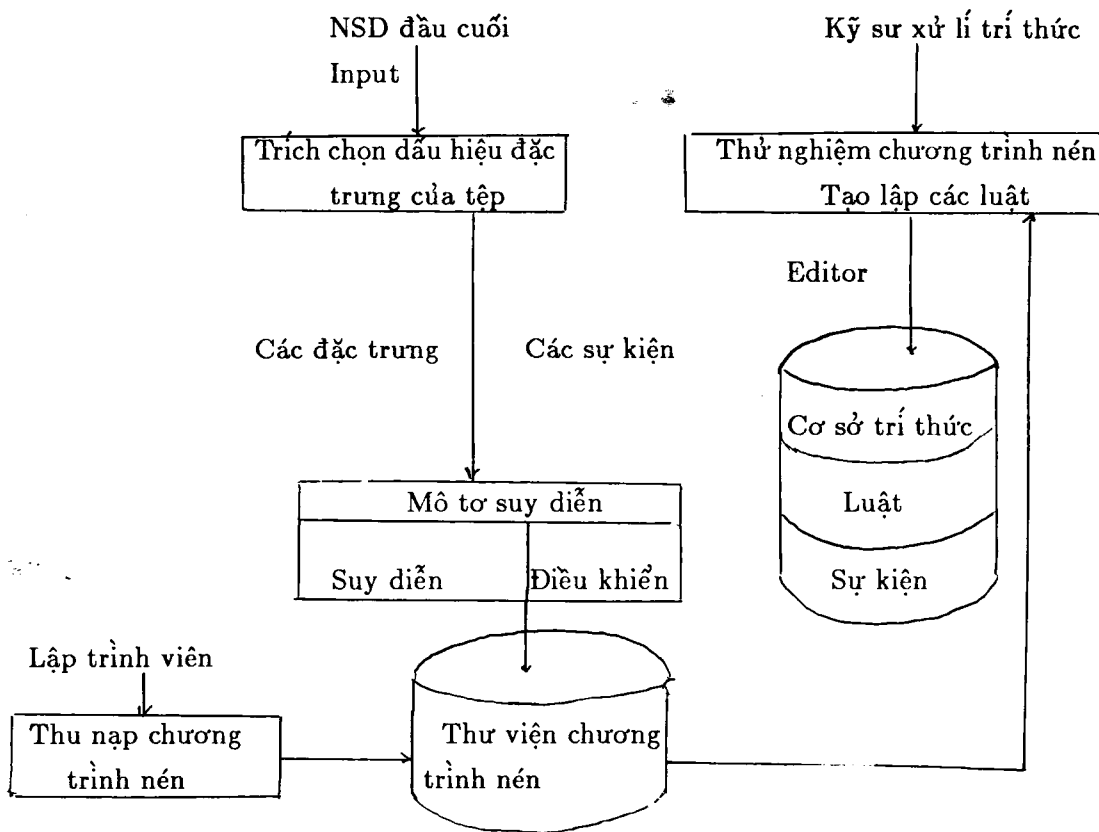 NSD đầu cuối
Input
Trích chọn dấu hiệu đặc
trưng của tệp
Các đặc trưng
Các sự kiện
Mô tơ suy diễn
Suy diễn
Điều khiển
Kỹ sư xử lí trí thức
Thử nghiệm chương trình nén
Tạo lập các luật
Editor
Cơ sở trí thức
Luật
Sự kiện
Lập trình viên
Thu nạp chương
trình nén
Thư viện chương
trình nén